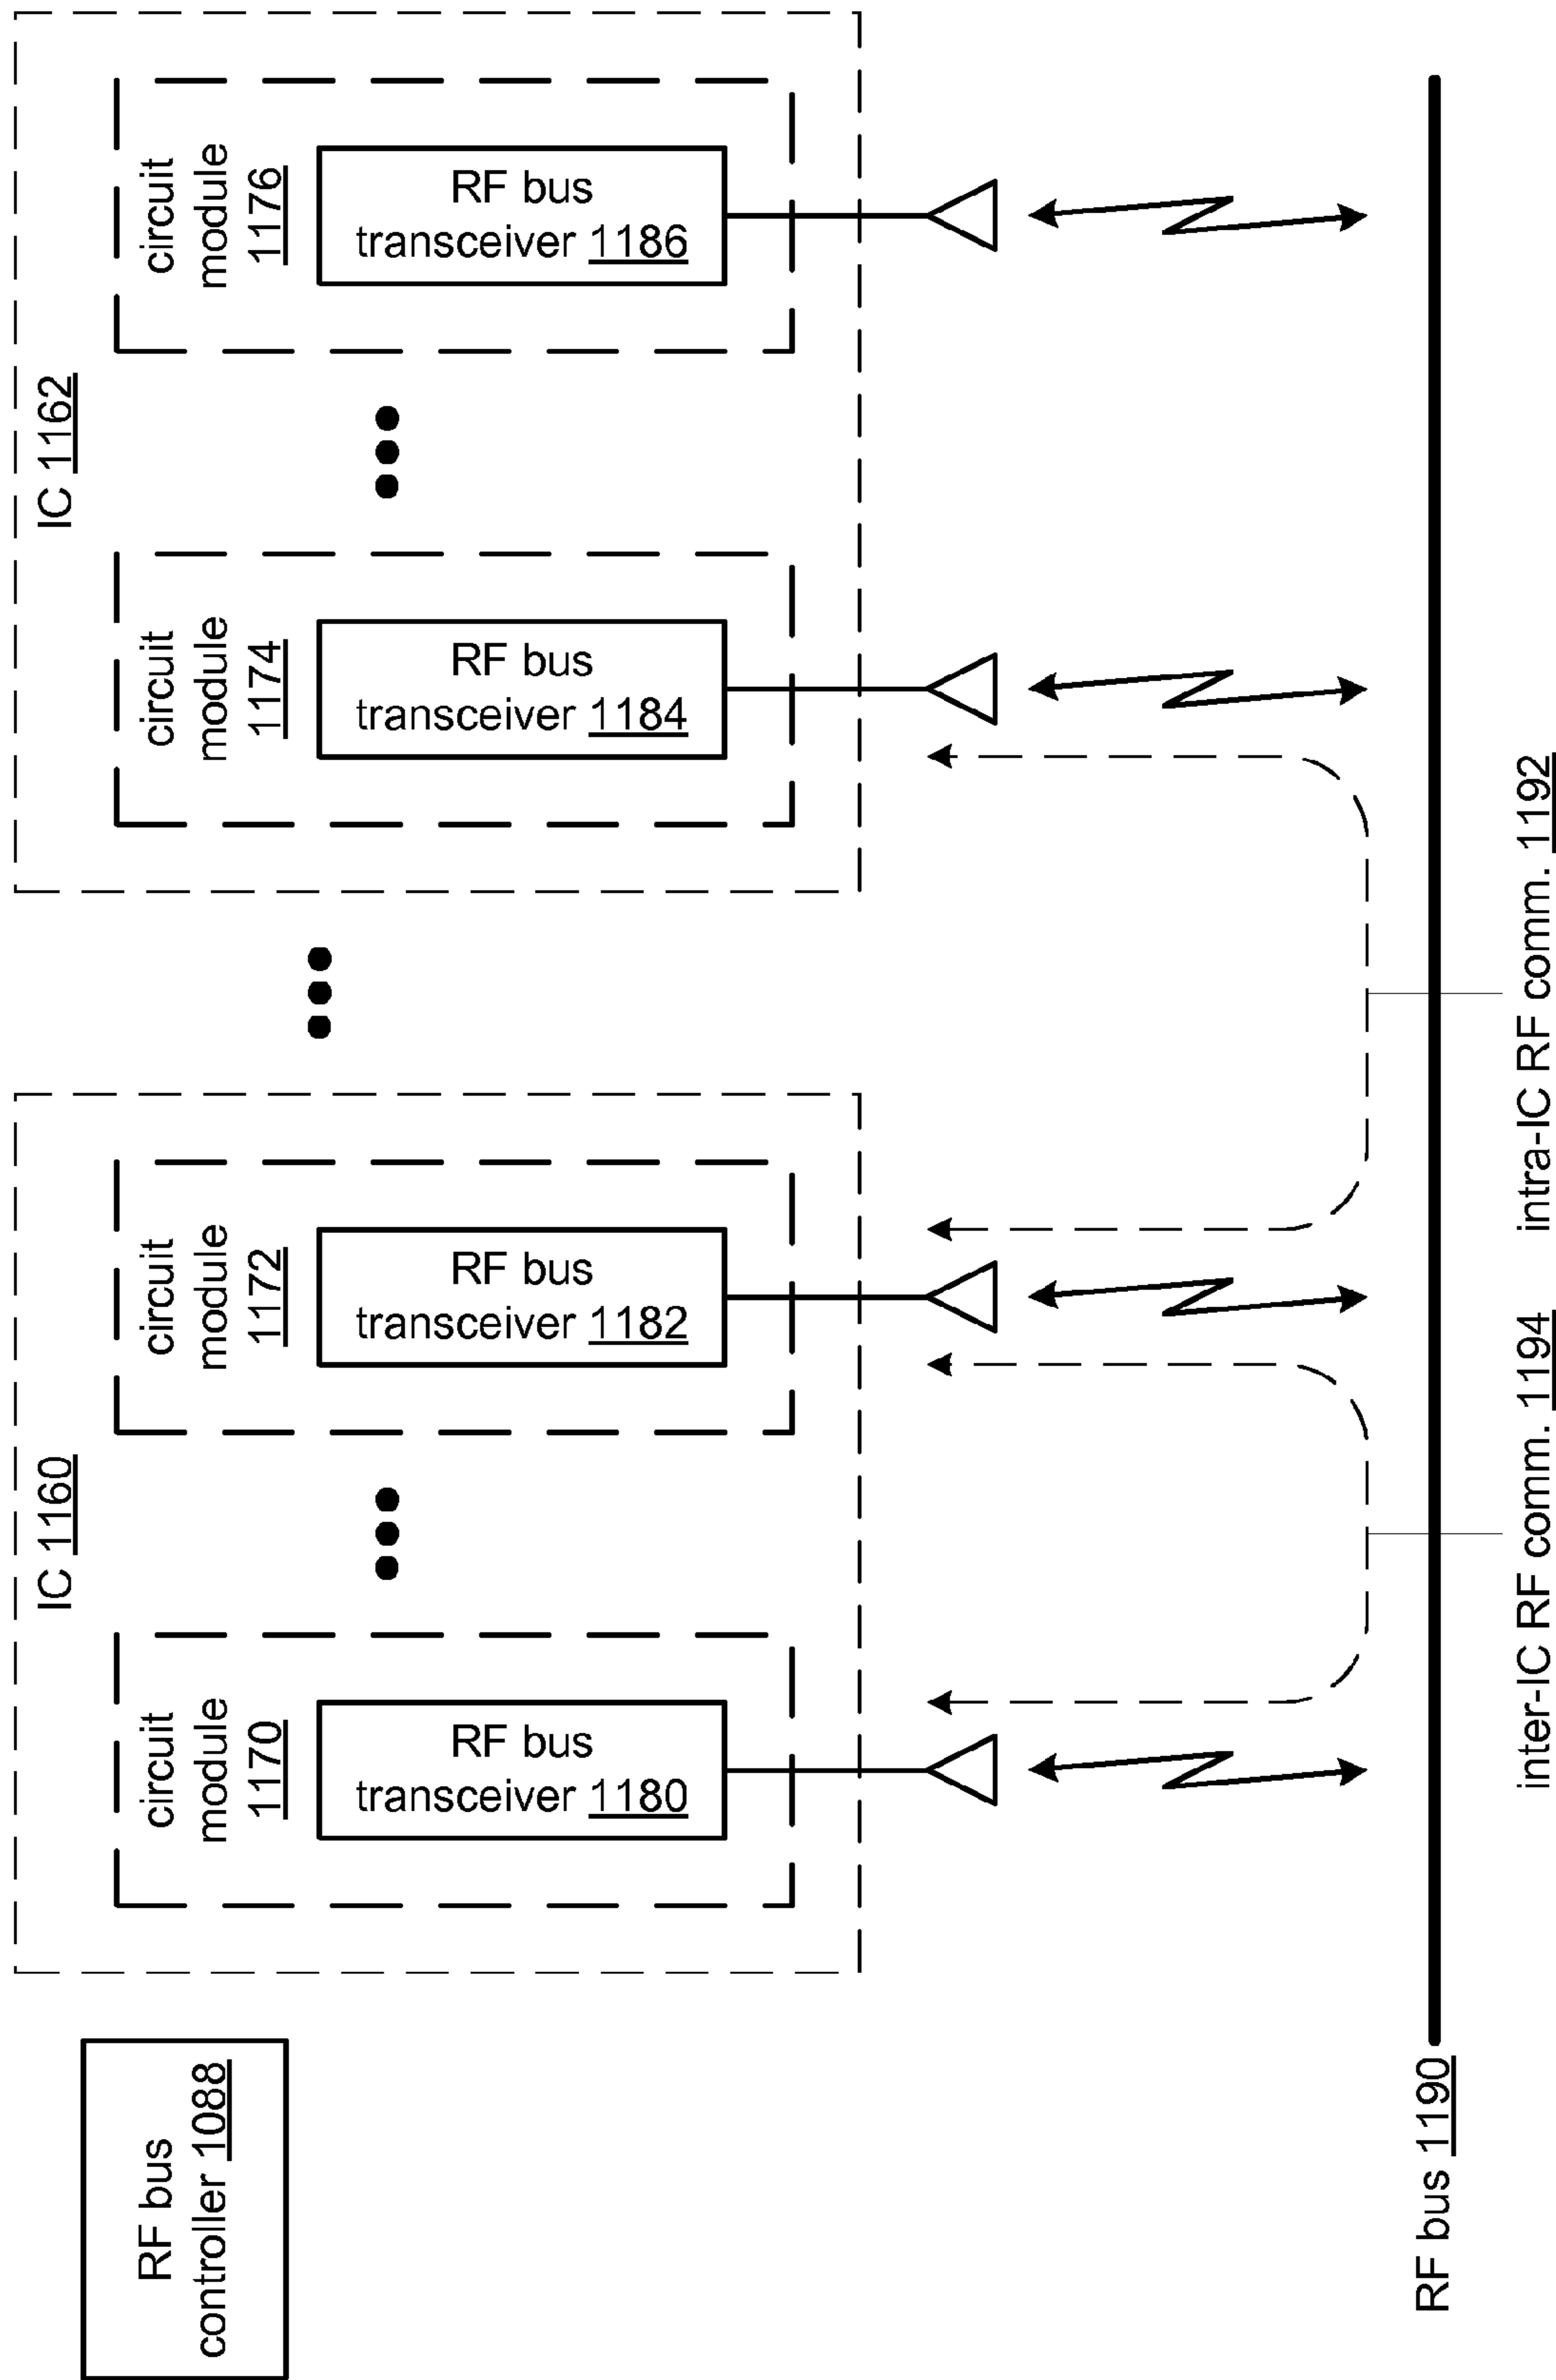 RF bus
controller 1088
IC 1160
circuit
module
1170
RF bus
transceiver 1180
circuit
module
1172
RF bus
transceiver 1182
IC 1162
circuit
module
1174
RF bus
transceiver 1184
circuit
module
1176
RF bus
transceiver 1186
RF bus 1190
inter-IC RF comm. 1194
intra-IC RF comm. 1192